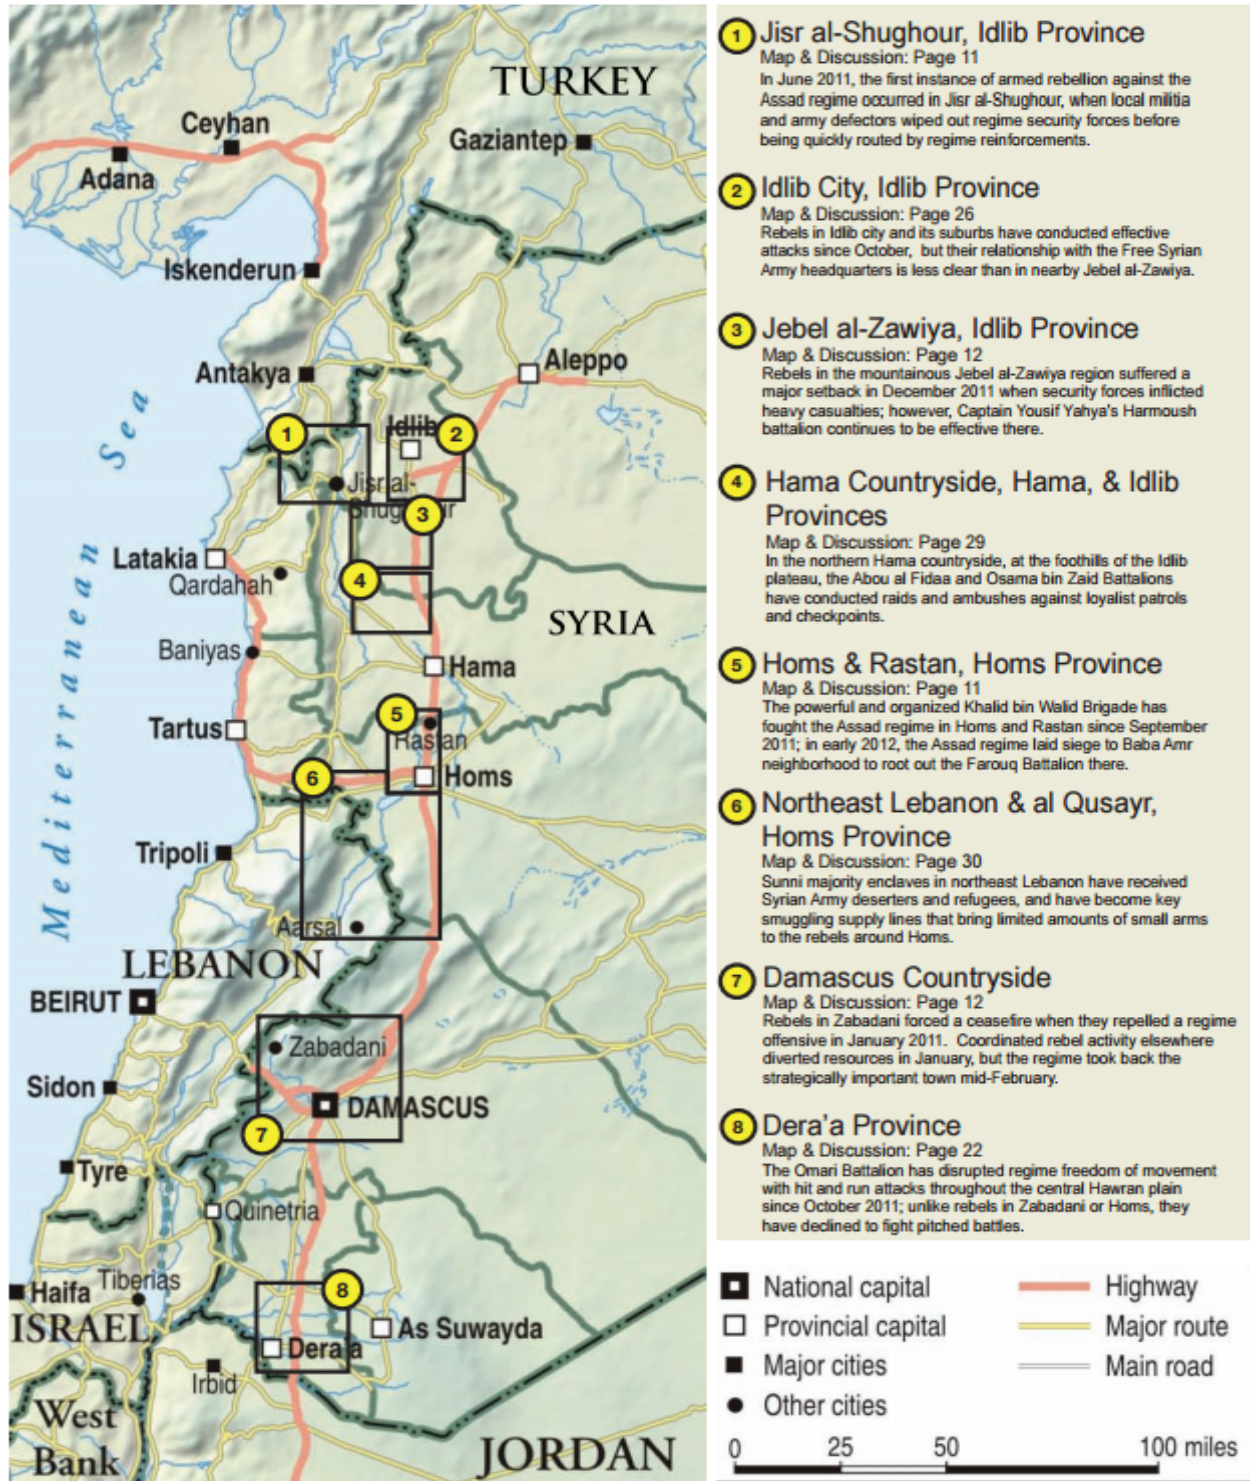 TURKEY
Ceyhan
Gaziantep
Adana
Iskenderun
Aleppo
Antakya
1
Idlib
2
Jisr al-
Shughour
3
Latakia
Qardahah
4
SYRIA
Baniyas
Hama
Mediterranean Sea
5
Tartus
Rastan
6
Homs
Tripoli
Aarsal
LEBANON
BEIRUT
Zabadani
Sidon
DAMASCUS
7
Tyre
Quinetria
Tiberias
Haifa
8
ISRAEL
As Suwayda
Dera'a
Irbid
West
Bank
JORDAN
1 Jisr al-Shughour, Idlib Province
Map & Discussion: Page 11
In June 2011, the first instance of armed rebellion against the
Assad regime occurred in Jisr al-Shughour, when local militia
and army defectors wiped out regime security forces before
being quickly routed by regime reinforcements.
2 Idlib City, Idlib Province
Map & Discussion: Page 26
Rebels in Idlib city and its suburbs have conducted effective
attacks since October, but their relationship with the Free Syrian
Army headquarters is less clear than in nearby Jebel al-Zawiya.
3 Jebel al-Zawiya, Idlib Province
Map & Discussion: Page 12
Rebels in the mountainous Jebel al-Zawiya region suffered a
major setback in December 2011 when security forces inflicted
heavy casualties; however, Captain Yousif Yahya's Harmoush
battalion continues to be effective there.
4 Hama Countryside, Hama, & Idlib
Provinces
Map & Discussion: Page 29
In the northern Hama countryside, at the foothills of the Idlib
plateau, the Abou al Fidaa and Osama bin Zaid Battalions
have conducted raids and ambushes against loyalist patrols
and checkpoints.
5 Homs & Rastan, Homs Province
Map & Discussion: Page 11
The powerful and organized Khalid bin Walid Brigade has
fought the Assad regime in Homs and Rastan since September
2011; in early 2012, the Assad regime laid siege to Baba Amr
neighborhood to root out the Farouq Battalion there.
6 Northeast Lebanon & al Qusayr,
Homs Province
Map & Discussion: Page 30
Sunni majority enclaves in northeast Lebanon have received
Syrian Army deserters and refugees, and have become key
smuggling supply lines that bring limited amounts of small arms
to the rebels around Homs.
7 Damascus Countryside
Map & Discussion: Page 12
Rebels in Zabadani forced a ceasefire when they repelled a regime
offensive in January 2011. Coordinated rebel activity elsewhere
diverted resources in January, but the regime took back the
strategically important town mid-February.
8 Dera'a Province
Map & Discussion: Page 22
The Omari Battalion has disrupted regime freedom of movement
with hit and run attacks throughout the central Hawran plain
since October 2011; unlike rebels in Zabadani or Homs, they
have declined to fight pitched battles.
National capital
Provincial capital
Major cities
Other cities
Highway
Major route
Main road
0 25 50 100 miles